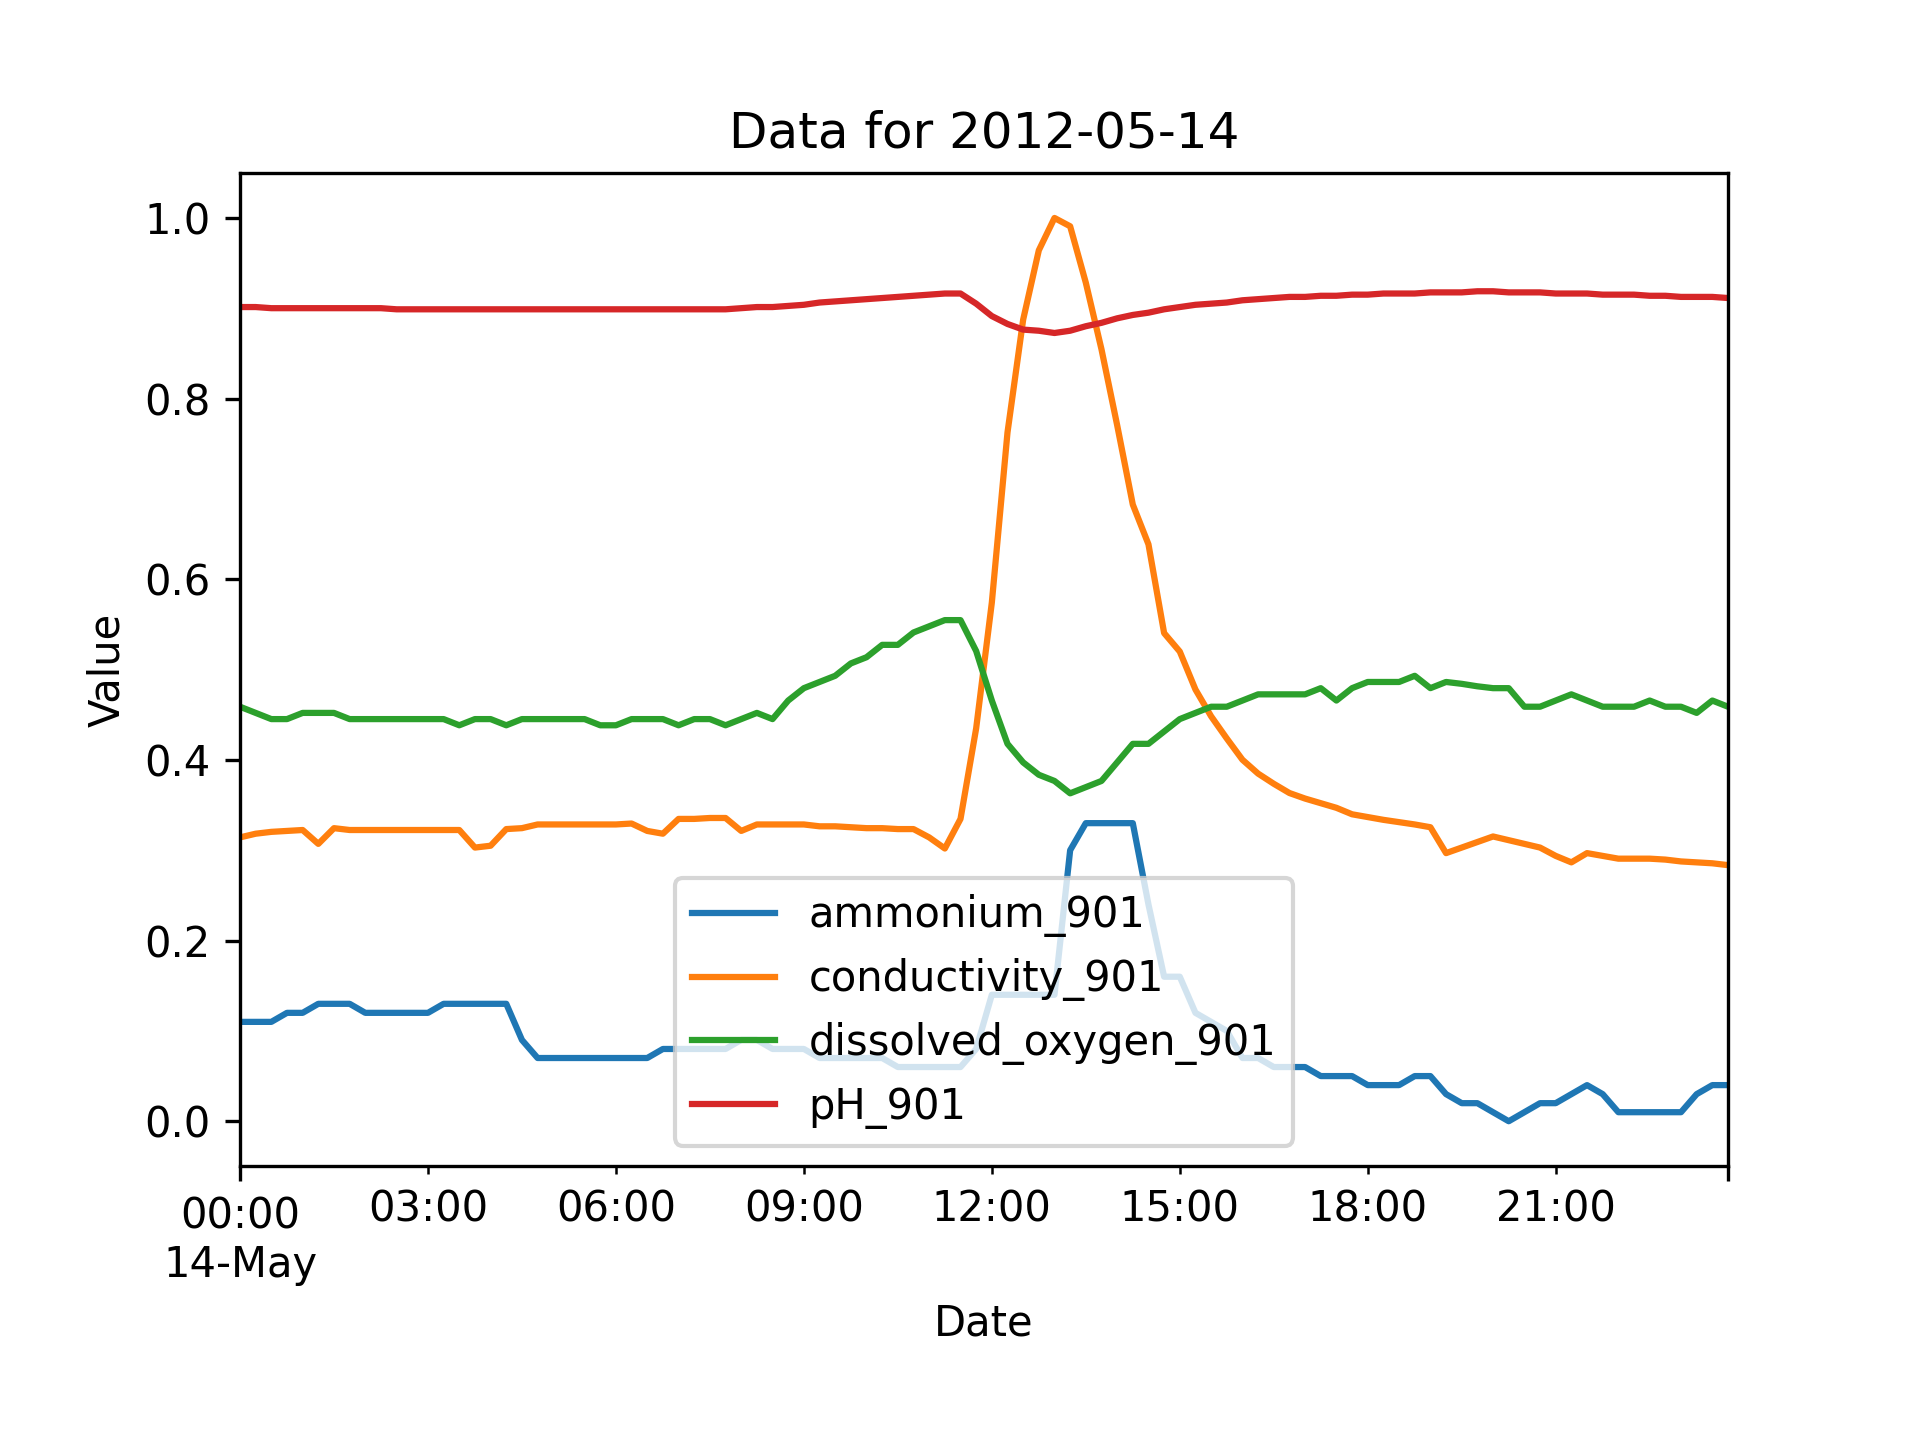 Data for 2012-05-14
Value
1.0
0.8
0.6
0.4
0.2
0.0
ammonium_901
conductivity_901
dissolved_oxygen_901
pH_901
00:00 03:00 06:00 09:00 12:00 15:00 18:00 21:00
14-May
Date